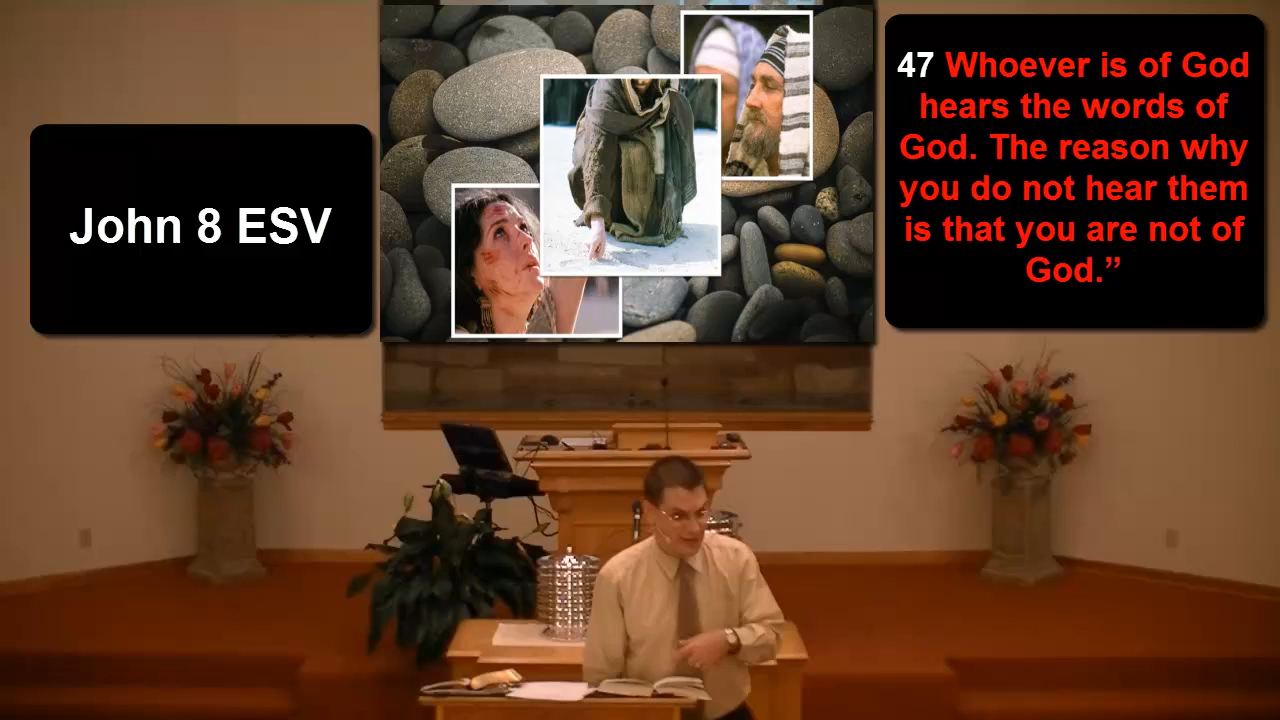 John 8 ESV
47 Whoever is of God
hears the words of
God. The reason why
you do not hear them
is that you are not of
God.”